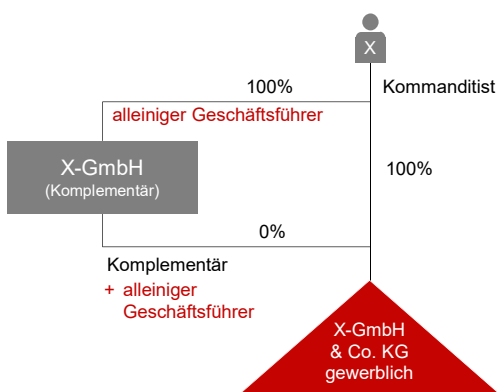 X
100%
Kommanditist
alleiniger Geschäftsführer
X-GmbH
(Komplementär)
100%
0%
Komplementär
+ alleiniger
Geschäftsführer
X-GmbH
& Co. KG
gewerblich